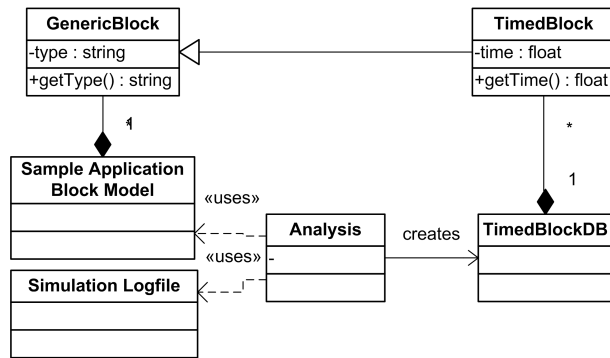 GenericBlock
-type : string
+getType() : string
TimedBlock
-time : float
+getTime() : float
*
1
Sample Application
Block Model
«uses»
Analysis
-
«uses»
creates
*
1
TimedBlockDB
Simulation Logfile